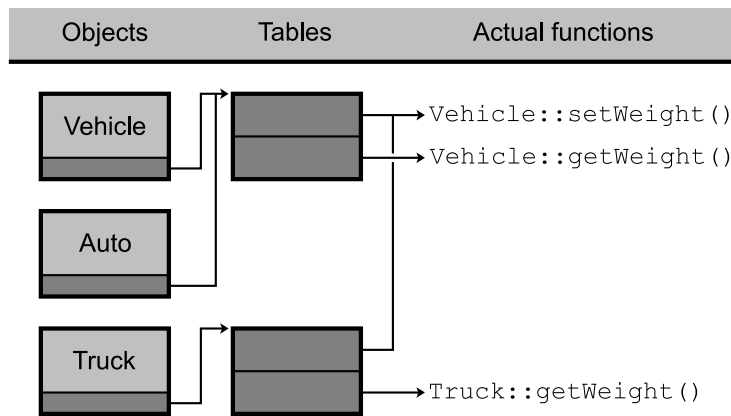 Objects Tables Actual functions
Vehicle
Vehicle::setWeight()
Vehicle::getWeight()
Auto
Truck
Truck::getWeight()